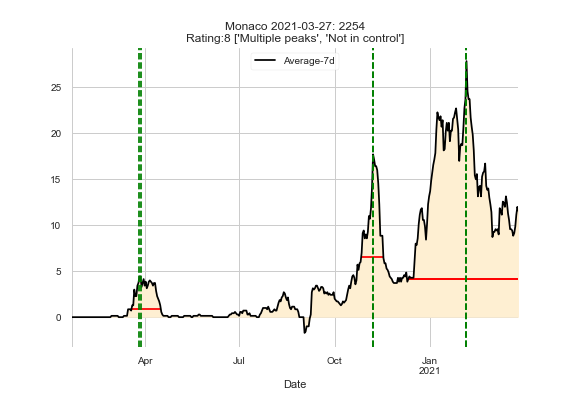 Monaco 2021-03-27: 2254
Rating:8 ['Multiple peaks', 'Not in control']
Average-7d
25
20
15
10
5
0
Apr
Jul
Oct
Jan
2021
Date